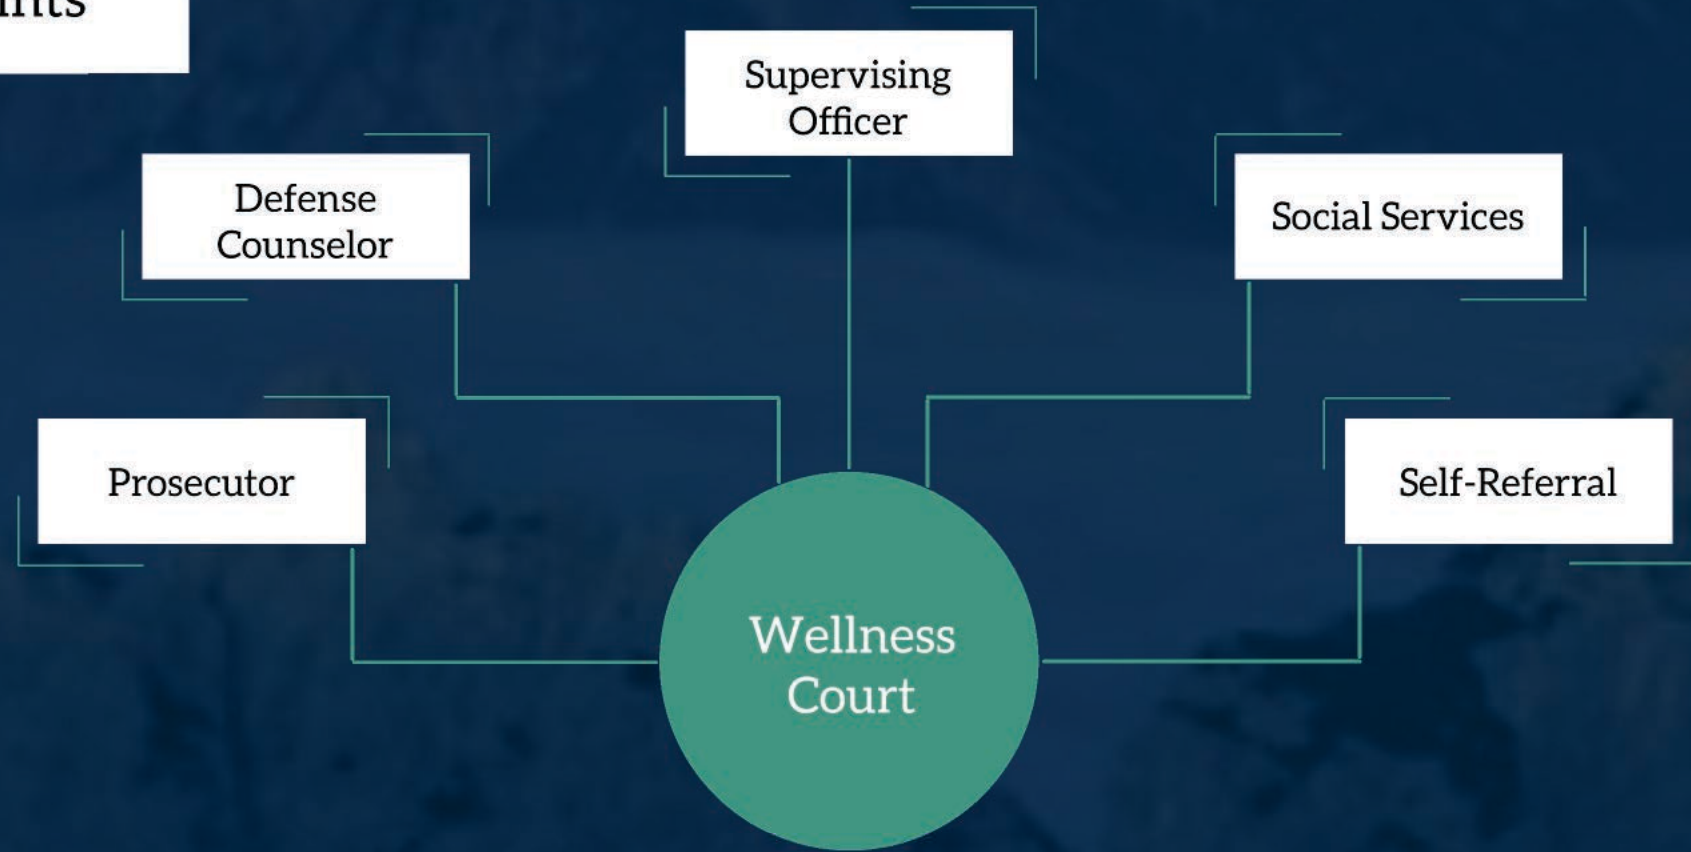 Supervising
Officer
Defense
Counselor
Social Services
Prosecutor
Self-Referral
Wellness
Court